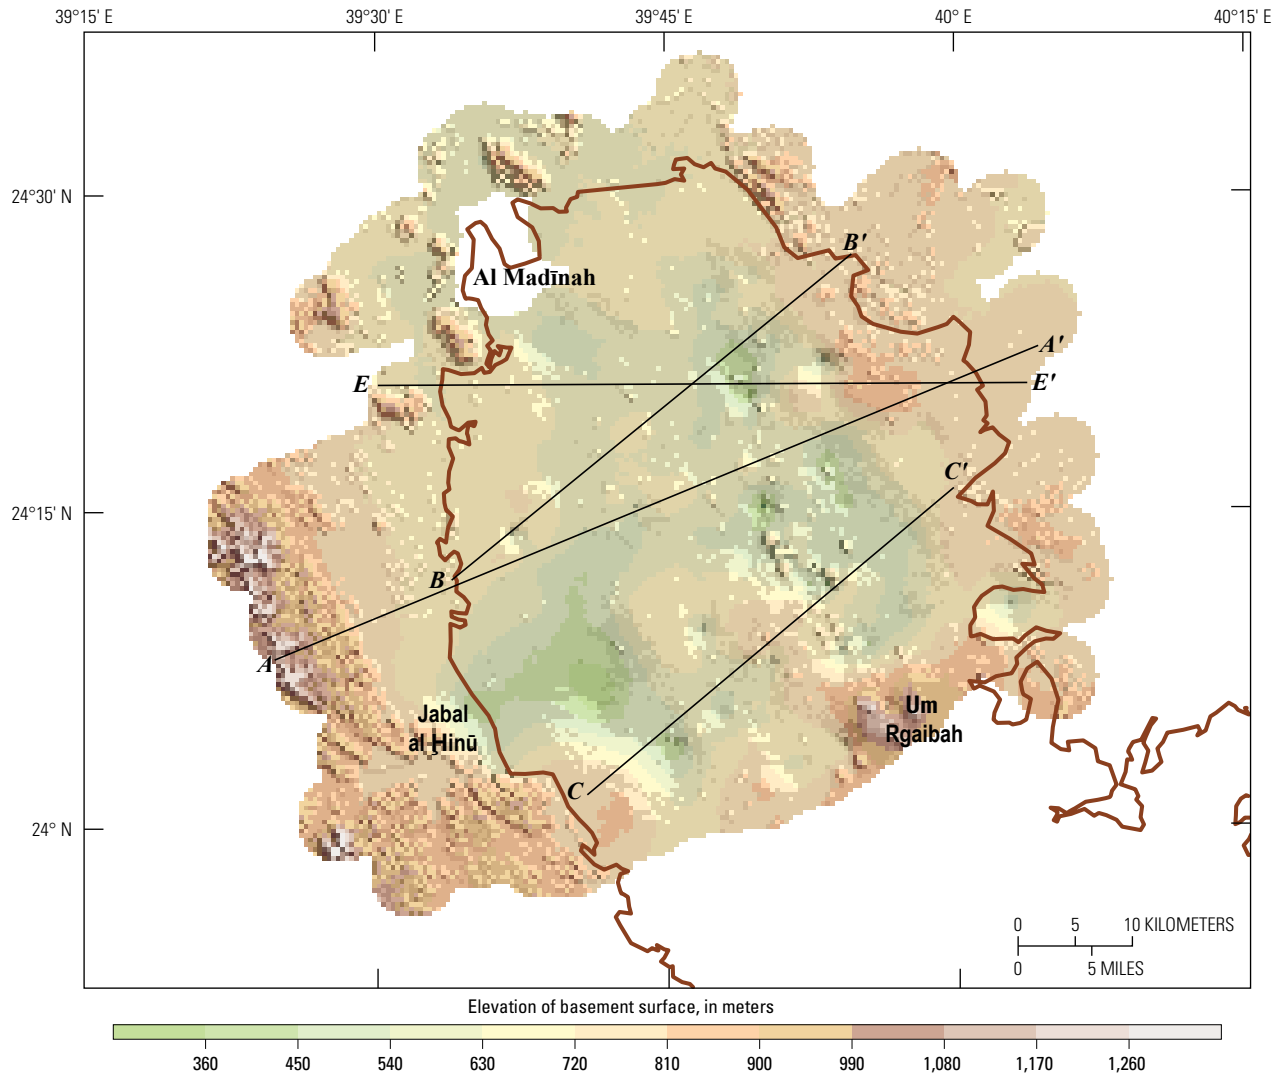 39°15' E
39°30' E
39°45' E
40° E
40°15' E
24°30' N
24°15' N
24° N
B'
Al Madīnah
A'
E
E'
C'
B
A
Jabal
al Ḩinū
Um
Rgaibah
C
0 5 10 KILOMETERS
0 5 MILES
Elevation of basement surface, in meters
360 450 540 630 720 810 900 990 1,080 1,170 1,260